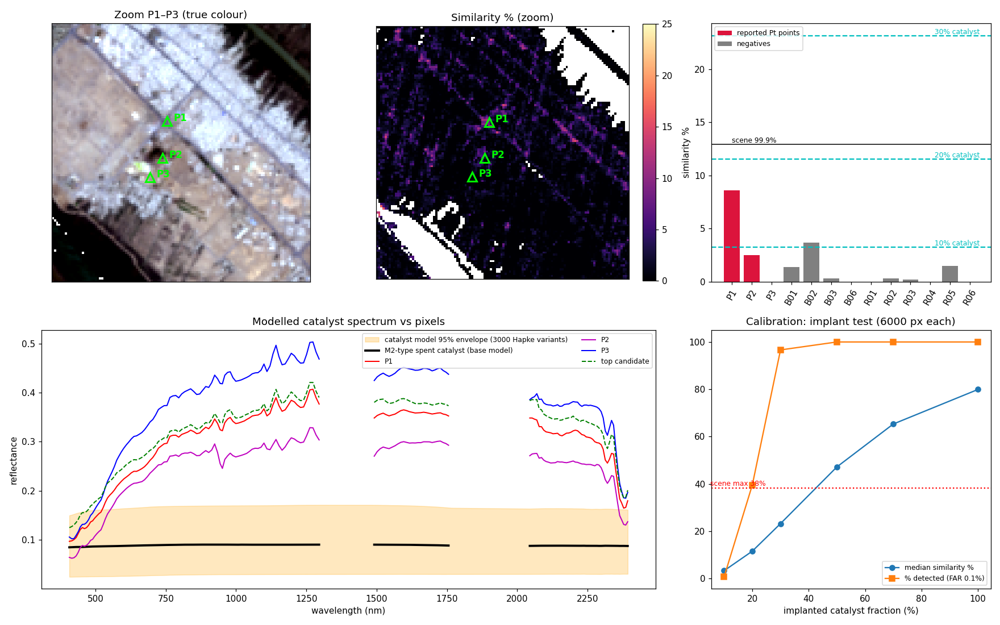 Zoom P1–P3 (true colour)
P1
P2
P3
Similarity % (zoom)
P1
P2
P3
25
20
15
10
5
0
similarity %
20
15
10
5
0
reported Pt points
negatives
30% catalyst
scene 99.9%
20% catalyst
10% catalyst
P1
P2
P3
B01
B02
B03
B06
R01
R02
R03
R04
R05
R06
Modelled catalyst spectrum vs pixels
reflectance
0.5
0.4
0.3
0.2
0.1
catalyst model 95% envelope (3000 Hapke variants)
M2-type spent catalyst (base model)
P1
P2
P3
top candidate
500
750
1000
1250
1500
1750
2000
2250
wavelength (nm)
Calibration: implant test (6000 px each)
100
80
60
40
20
0
scene max 38%
median similarity %
% detected (FAR 0.1%)
20
40
60
80
100
implanted catalyst fraction (%)